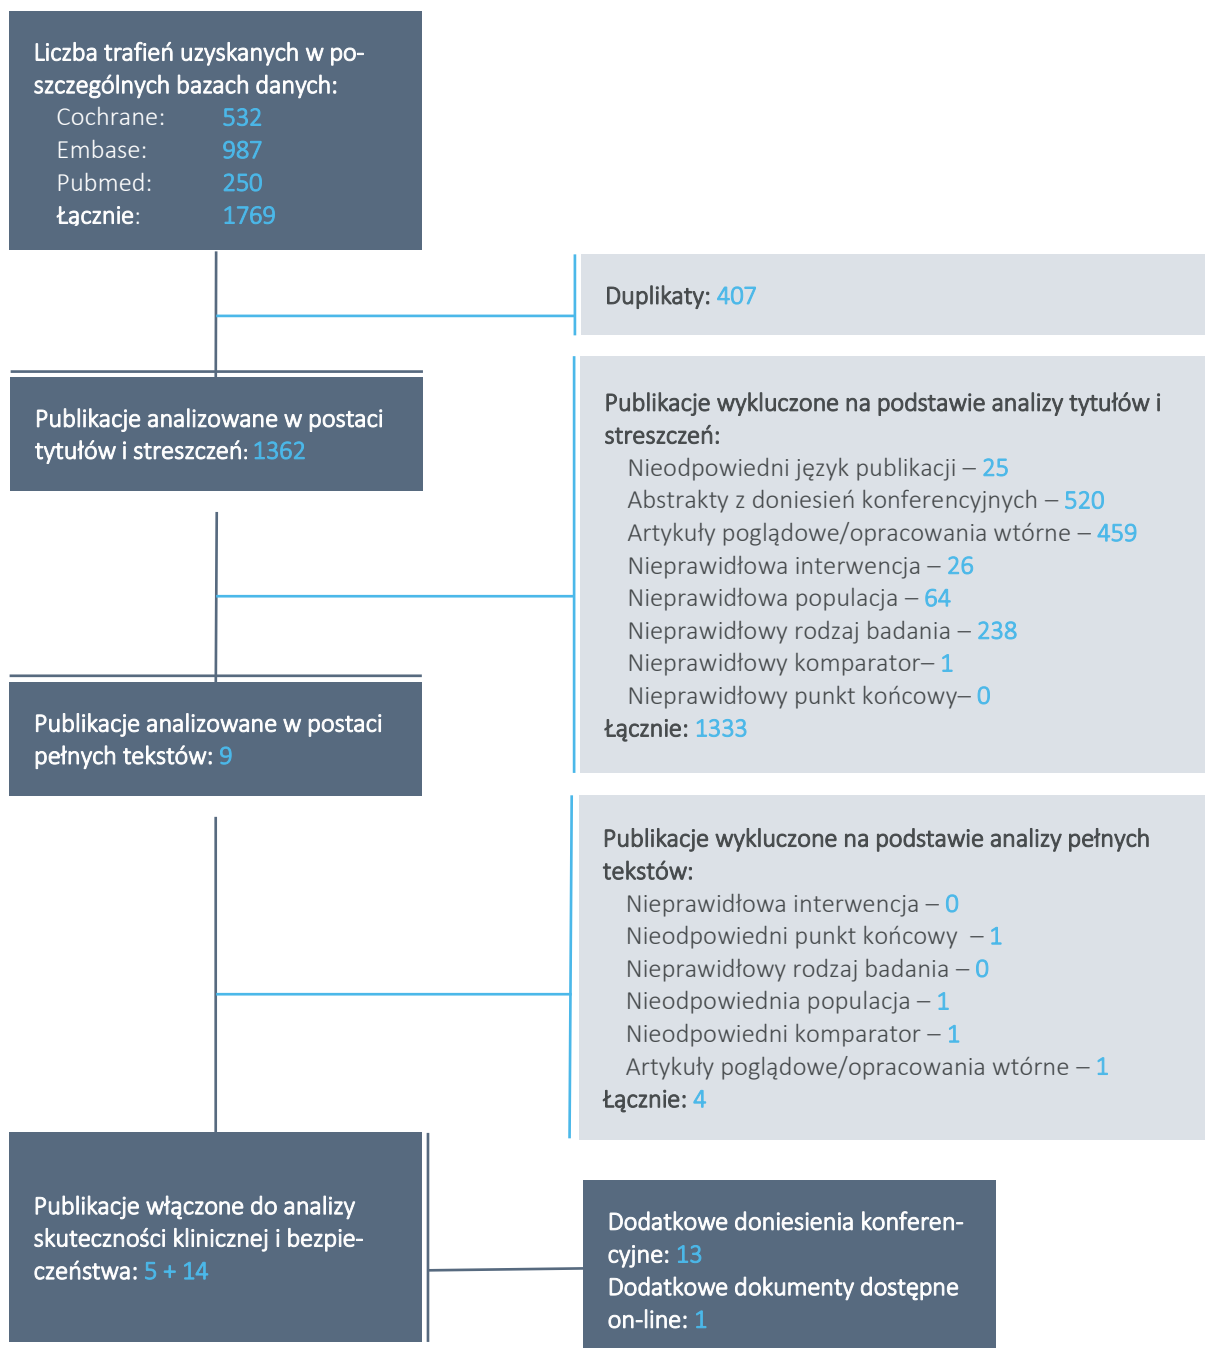 Liczba trafień uzyskanych w po-
szczególnych bazach danych:
Cochrane: 532
Embase: 987
Pubmed: 250
Łącznie: 1769
Duplikaty: 407
Publikacje analizowane w postaci
tytułów i streszczeń: 1362
Publikacje wykluczone na podstawie analizy tytułów i
streszczeń:
Nieodpowiedni język publikacji – 25
Abstrakty z doniesień konferencyjnych – 520
Artykuły poglądowe/opracowania wtórne – 459
Nieprawidłowa interwencja – 26
Nieprawidłowa populacja – 64
Nieprawidłowy rodzaj badania – 238
Nieprawidłowy komparator– 1
Nieprawidłowy punkt końcowy– 0
Łącznie: 1333
Publikacje analizowane w postaci
pełnych tekstów: 9
Publikacje wykluczone na podstawie analizy pełnych
tekstów:
Nieprawidłowa interwencja – 0
Nieodpowiedni punkt końcowy – 1
Nieprawidłowy rodzaj badania – 0
Nieodpowiednia populacja – 1
Nieodpowiedni komparator – 1
Artykuły poglądowe/opracowania wtórne – 1
Łącznie: 4
Publikacje włączone do analizy
skuteczności klinicznej i bezpie-
czeństwa: 5 + 14
Dodatkowe doniesienia konferen-
cyjne: 13
Dodatkowe dokumenty dostępne
on-line: 1